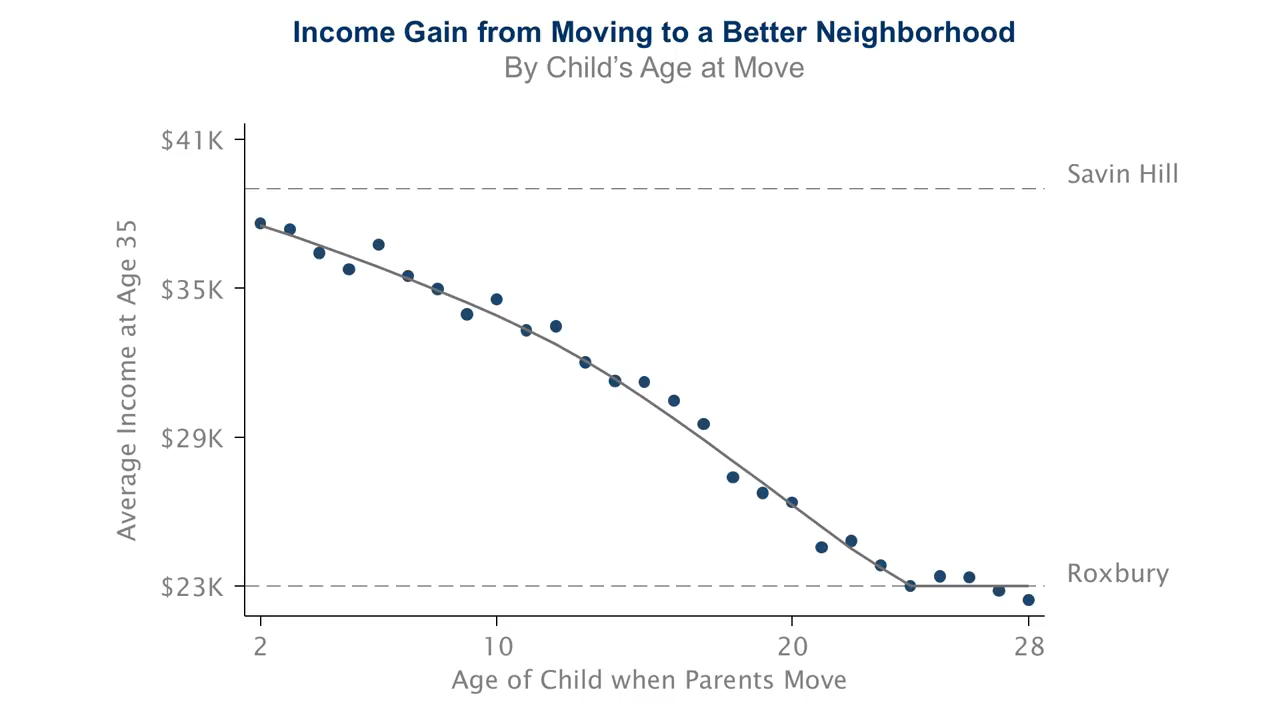 Income Gain from Moving to a Better Neighborhood
By Child’s Age at Move
$41K
Savin Hill
$35K
$29K
$23K
Roxbury
Average Income at Age 35
2
10
20
28
Age of Child when Parents Move